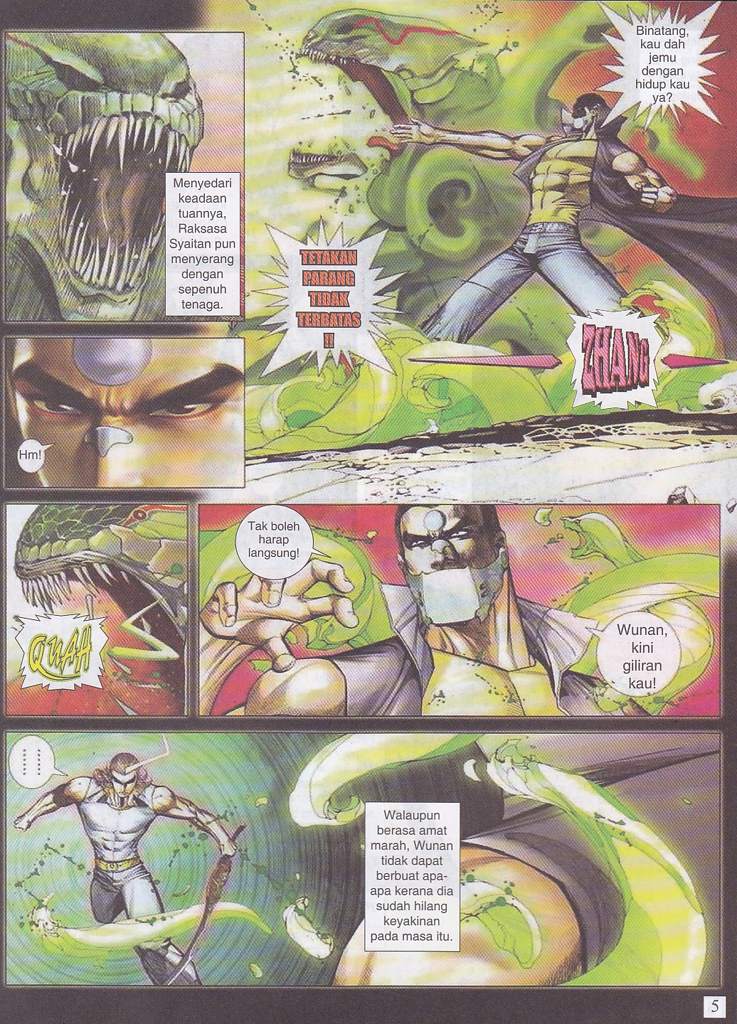 Menyedari
keadaan
tuannya,
Raksasa
Syaitan pun
menyerang
dengan
sepenuh
tenaga.
Binatang,
kau dah
jemu
dengan
hidup kau
ya?
TETAKAN
PARANG
TIDAK
TERBATAS
!!
ZHANG
Hm!
QUAH
Tak boleh
harap
langsung!
Wunan,
kini
giliran
kau!
Walaupun
berasa amat
marah, Wunan
tidak dapat
berbuat apa-
apa kerana dia
sudah hilang
keyakinan
pada masa itu.
5